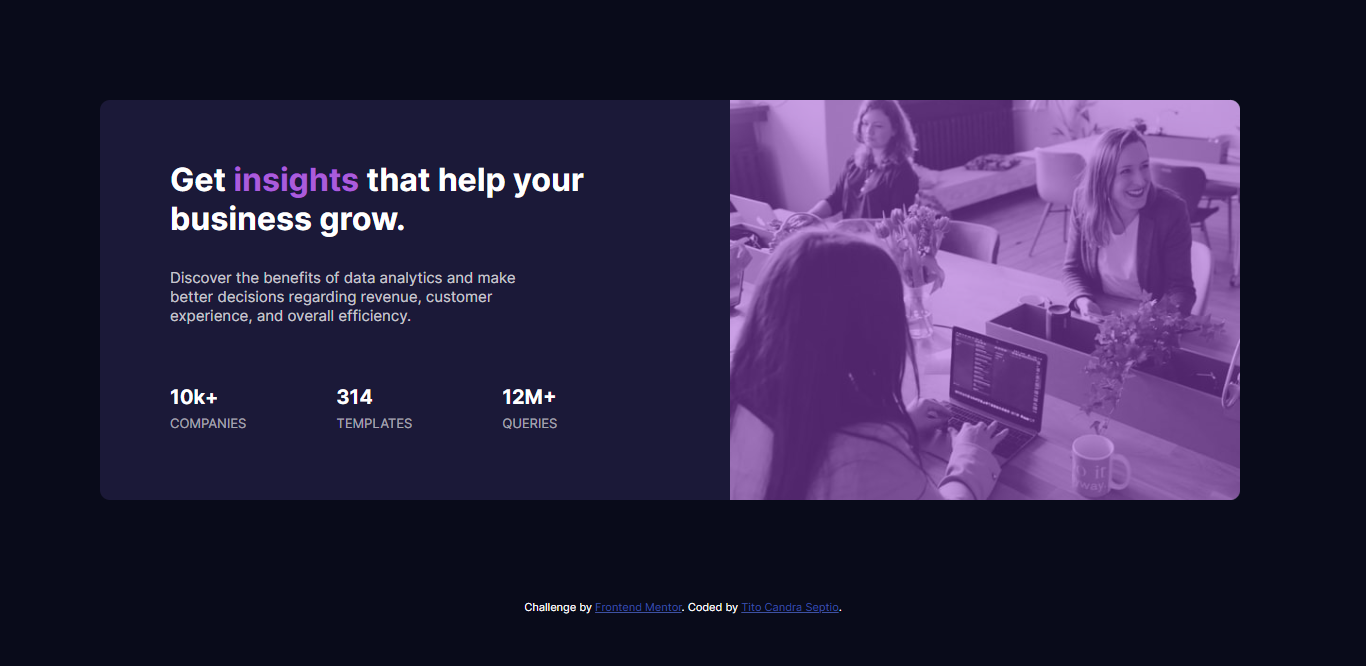 Get insights that help your
business grow.
Discover the benefits of data analytics and make
better decisions regarding revenue, customer
experience, and overall efficiency.
10k+ 314 12M+
COMPANIES TEMPLATES QUERIES
Challenge by Frontend Mentor. Coded by Tito Candra Septio.